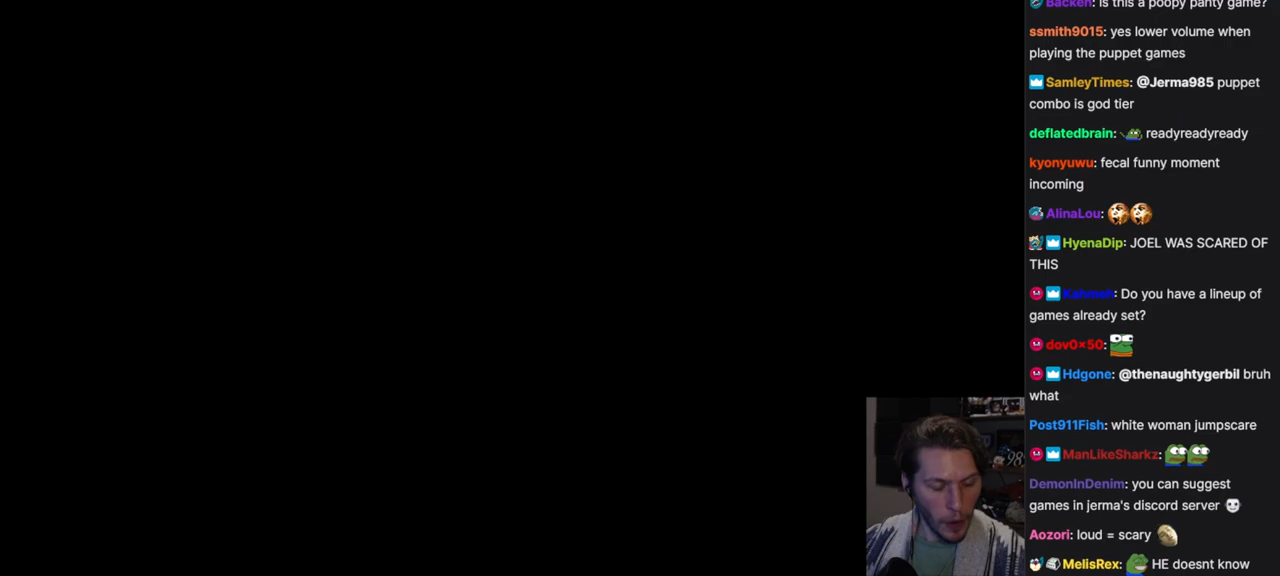 Backen: is this a poopy panty game?
ssmith9015: yes lower volume when
playing the puppet games
SamleyTimes: @Jerma985 puppet
combo is god tier
deflatedbrain: readyreadyready
kyonyuwu: fecal funny moment
incoming
AlinaLou:
HyenaDip: JOEL WAS SCARED OF
THIS
Kahmeh: Do you have a lineup of
games already set?
dov0x50:
Hdgone: @thenaughtygerbil bruh
what
Post911Fish: white woman jumpscare
ManLikeSharkz:
DemonInDenim: you can suggest
games in jerma's discord server
Aozori: loud = scary
MelisRex: HE doesnt know